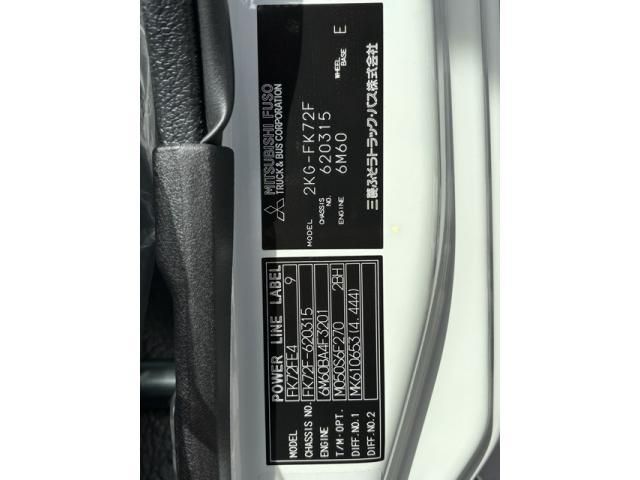 MITSUBISHI FUSO
TRUCK & BUS CORPORATION
MODEL 2KG-FK72F
CHASSIS NO. 620315
ENGINE 6M60 WHEEL BASE E
三菱ふそうトラック・バス株式会社
POWER LINE LABEL
MODEL FK72FE4 9
CHASSIS NO. FK72F-620315
ENGINE 6M60BA4F3201
T/M-OPT. M050S6F270 2BH
DIFF.NO.1 MK610653(4.444)
DIFF.NO.2